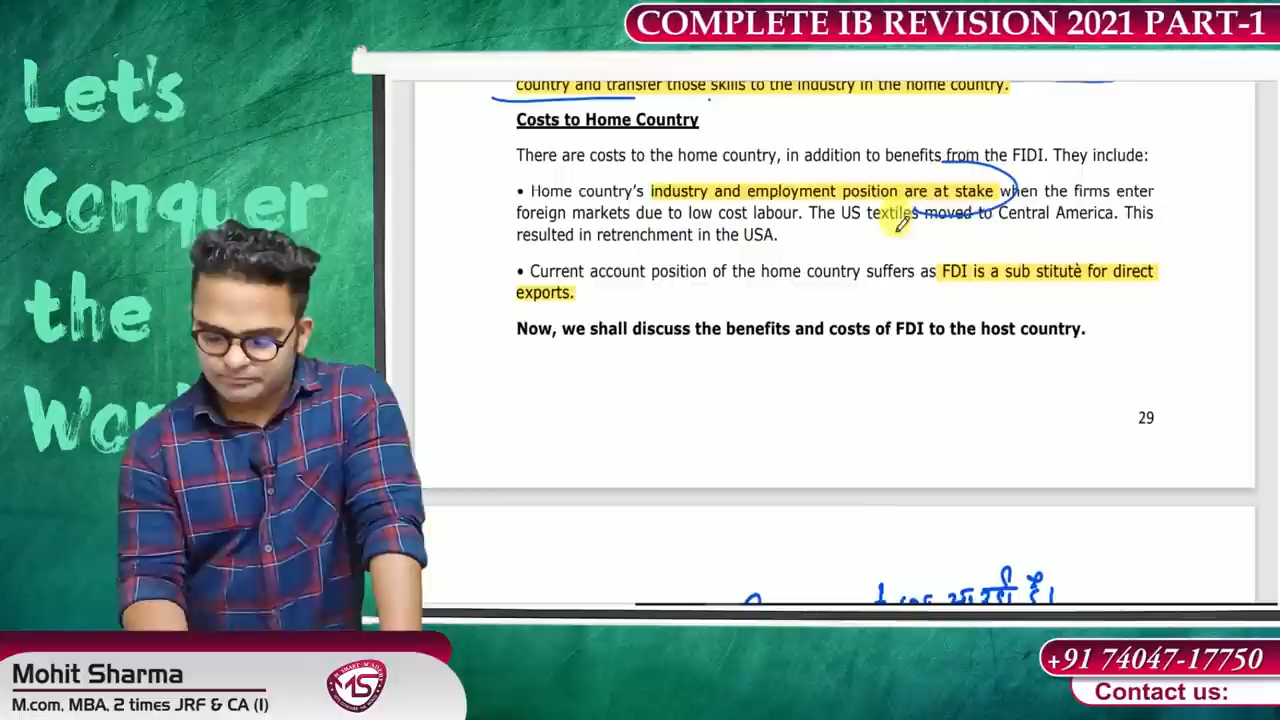 COMPLETE IB REVISION 2021 PART-1
Let's
Conquer
the
country and transfer those skills to the industry in the home country.
Costs to Home Country
There are costs to the home country, in addition to benefits from the FIDI. They include:
• Home country's industry and employment position are at stake when the firms enter
foreign markets due to low cost labour. The US textiles moved to Central America. This
resulted in retrenchment in the USA.
• Current account position of the home country suffers as FDI is a sub stitutè for direct
exports.
Now, we shall discuss the benefits and costs of FDI to the host country.
29
Mohit Sharma
M.com, MBA, 2 times JRF & CA (I)
MS
+91 74047-17750
Contact us: